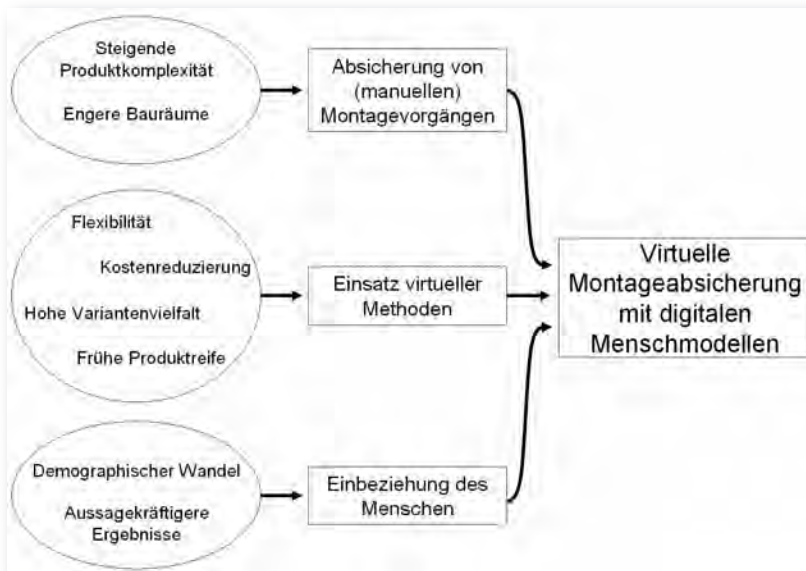 Steigende
Produktkomplexität
Engere Bauräume
Absicherung von
(manuellen)
Montagevorgängen
Flexibilität
Kostenreduzierung
Hohe Variantenvielfalt
Frühe Produktreife
Einsatz virtueller
Methoden
Virtuelle
Montageabsicherung
mit digitalen
Menschmodellen
Demographischer Wandel
Aussagekräftigere
Ergebnisse
Einbeziehung des
Menschen